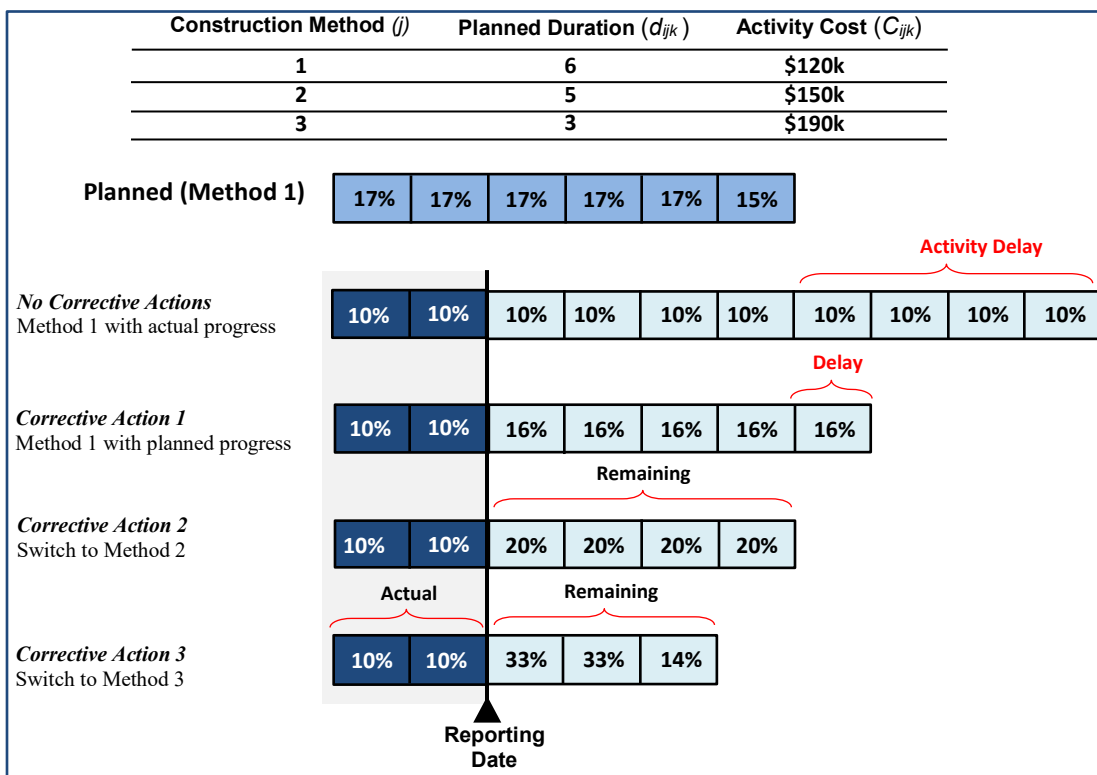 Construction Method (j) Planned Duration (dijk) Activity Cost (Cijk)
1 6 $120k
2 5 $150k
3 3 $190k
Planned (Method 1)
17% 17% 17% 17% 17% 15%
Activity Delay
No Corrective Actions
Method 1 with actual progress
10% 10% 10% 10% 10% 10% 10% 10% 10% 10%
Delay
Corrective Action 1
Method 1 with planned progress
10% 10% 16% 16% 16% 16% 16%
Remaining
Corrective Action 2
Switch to Method 2
10% 10% 20% 20% 20% 20%
Actual Remaining
Corrective Action 3
Switch to Method 3
10% 10% 33% 33% 14%
Reporting
Date